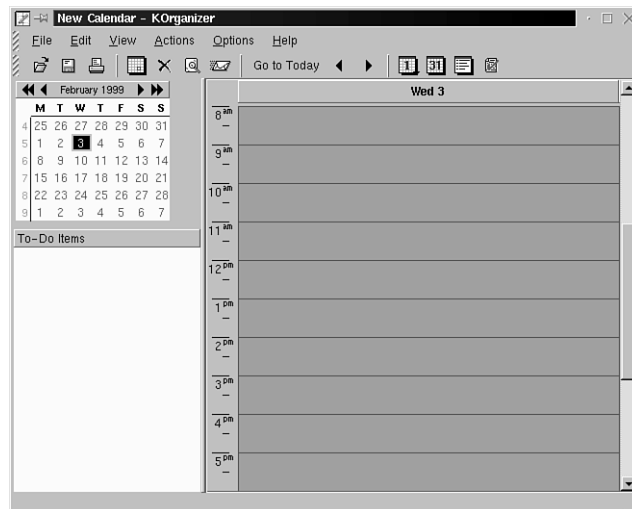 New Calendar - KOrganizer
File Edit View Actions Options Help
Go to Today 1 31
February 1999
M T W T F S S
4 25 26 27 28 29 30 31
5 1 2 3 4 5 6 7
6 8 9 10 11 12 13 14
7 15 16 17 18 19 20 21
8 22 23 24 25 26 27 28
9 1 2 3 4 5 6 7
To-Do Items
Wed 3
8 am
9 am
10 am
11 am
12 pm
1 pm
2 pm
3 pm
4 pm
5 pm